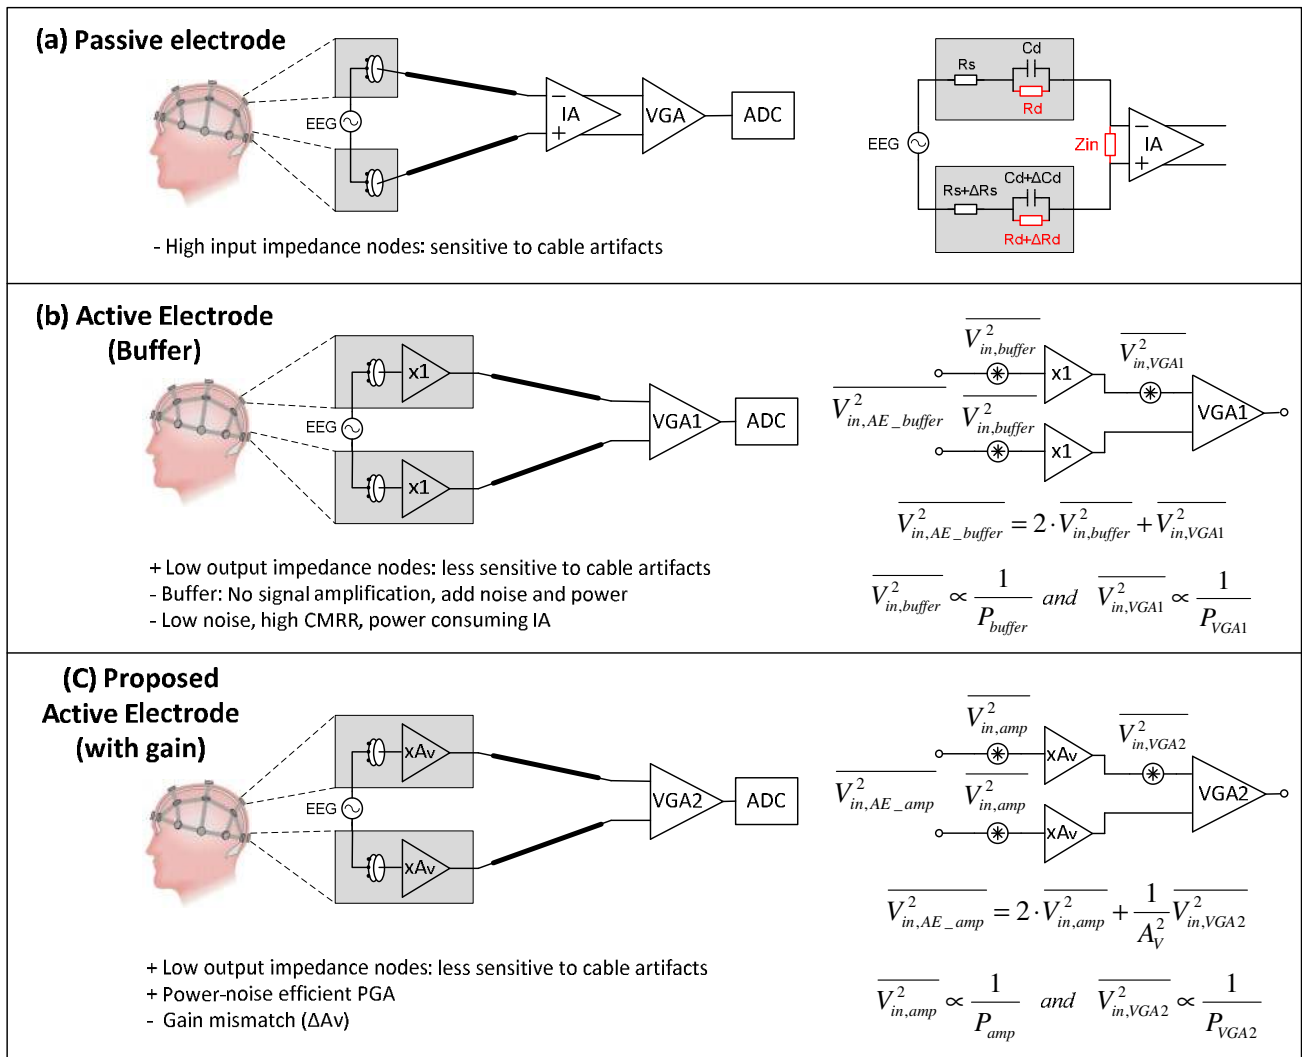 (a) Passive electrode
EEG
IA
VGA
ADC
- High input impedance nodes: sensitive to cable artifacts
Rs
Cd
Rd
EEG
Zin
IA
Rs+ΔRs
Cd+ΔCd
Rd+ΔRd
(b) Active Electrode
(Buffer)
EEG
x1
x1
VGA1
ADC
+ Low output impedance nodes: less sensitive to cable artifacts
- Buffer: No signal amplification, add noise and power
- Low noise, high CMRR, power consuming IA
V²in,buffer
V²in,VGA1
x1
V²in,AE_buffer
V²in,buffer
x1
VGA1
V²in,AE_buffer = 2·V²in,buffer + V²in,VGA1
V²in,buffer ∝ 1/Pbuffer and V²in,VGA1 ∝ 1/PVGA1
(C) Proposed
Active Electrode
(with gain)
EEG
xAv
xAv
VGA2
ADC
+ Low output impedance nodes: less sensitive to cable artifacts
+ Power-noise efficient PGA
- Gain mismatch (ΔAv)
V²in,amp
V²in,VGA2
xAv
V²in,AE_amp
V²in,amp
xAv
VGA2
V²in,AE_amp = 2·V²in,amp + 1/A²V V²in,VGA2
V²in,amp ∝ 1/Pamp and V²in,VGA2 ∝ 1/PVGA2